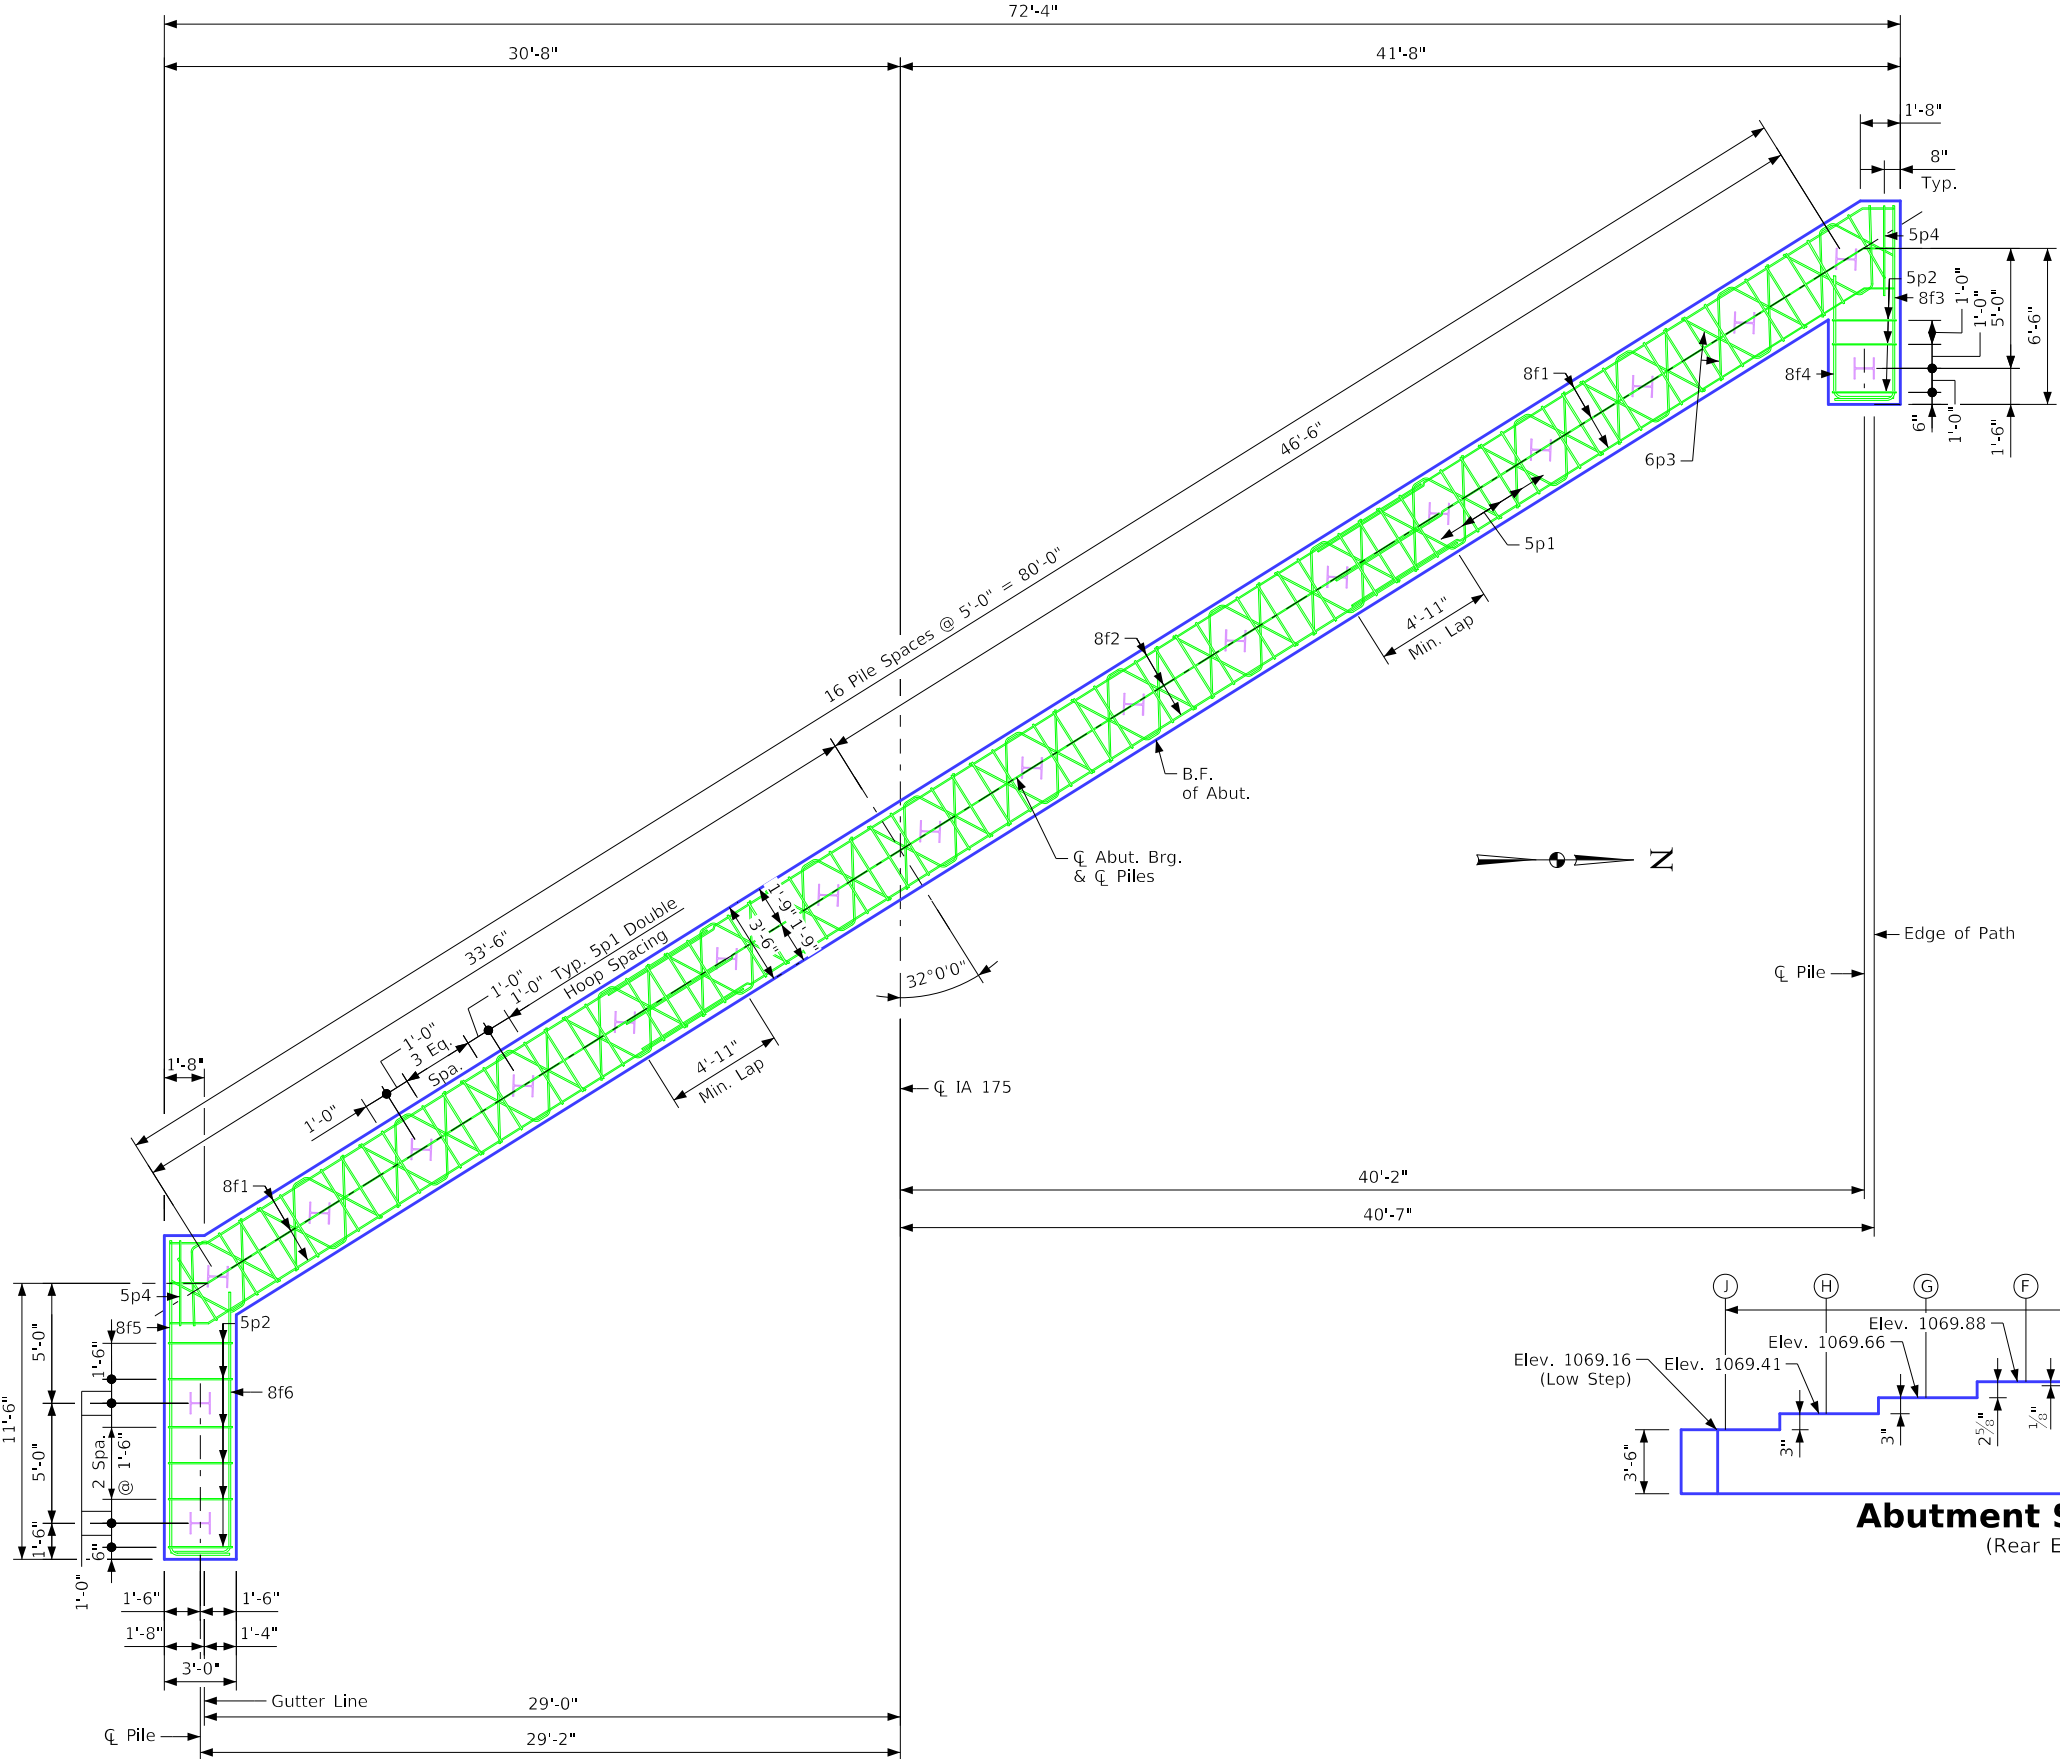 72'-4"
30'-8"
41'-8"
1'-8"
8"
Typ.
5p4
5p2
8f3
1'-0"
1'-0"
5'-0"
6'-6"
8f1
8f4
46'-6"
6p3
6"
1'-0"
1'-6"
16 Pile Spaces @ 5'-0" = 80'-0"
5p1
4'-11"
Min. Lap
8f2
B.F.
of Abut.
℄ Abut. Brg.
& ℄ Piles
N
1'-9"
1'-9"
3'-6"
33'-6"
1'-0" Typ. 5p1 Double
Hoop Spacing
1'-0"
32°0'0"
Edge of Path
℄ Pile
1'-0"
3 Eq.
Spa.
1'-0"
4'-11"
Min. Lap
1'-8"
℄ IA 175
40'-2"
40'-7"
8f1
5p4
8f5
5p2
8f6
5'-0"
1'-6"
11'-6"
5'-0"
2 Spa.
@ 1'-6"
1'-6"
6"
1'-0"
1'-6"
1'-6"
1'-8"
1'-4"
3'-0"
Gutter Line
29'-0"
℄ Pile
29'-2"
J
H
G
F
Elev. 1069.88
Elev. 1069.66
Elev. 1069.41
Elev. 1069.16
(Low Step)
3'-6"
3"
3"
2⅝"
⅛"
Abutment S
(Rear E